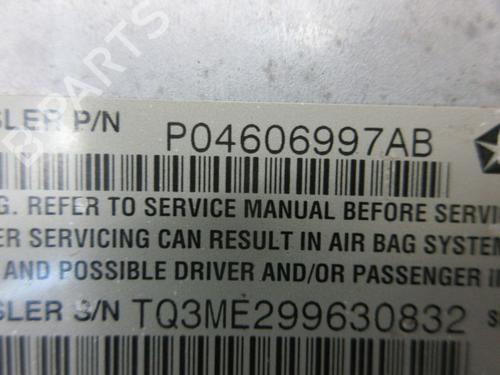 SLER P/N P04606997AB
G. REFER TO SERVICE MANUAL BEFORE SERVI
ER SERVICING CAN RESULT IN AIR BAG SYSTEM
AND POSSIBLE DRIVER AND/OR PASSENGER I
SLER S/N TQ3ME299630832